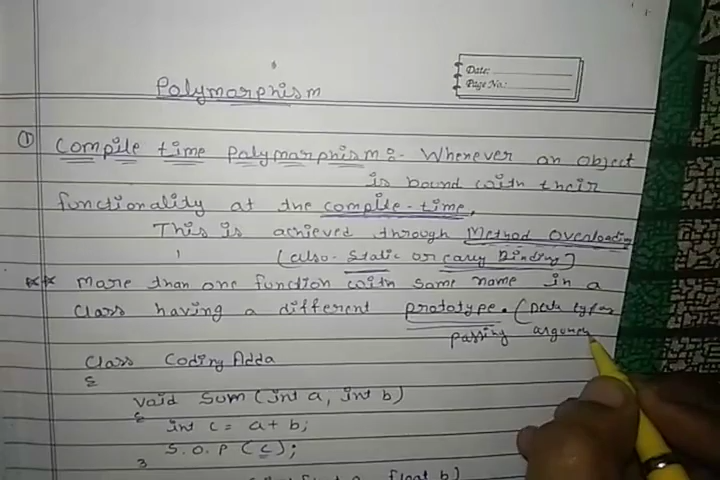 Date:
Page No:
Polymorphism
① Compile time Polymorphism:- Whenever an object
is bound with their
functionality at the compile-time.
This is achieved through Method Overloading
(also- Static or early Binding)
** More than one function with same name in a
class having a different prototype. (Data types
passing argumen
Class Coding Adda
{
void Sum (int a, int b)
{
int c = a + b;
S.O.P (c);
}
float b)